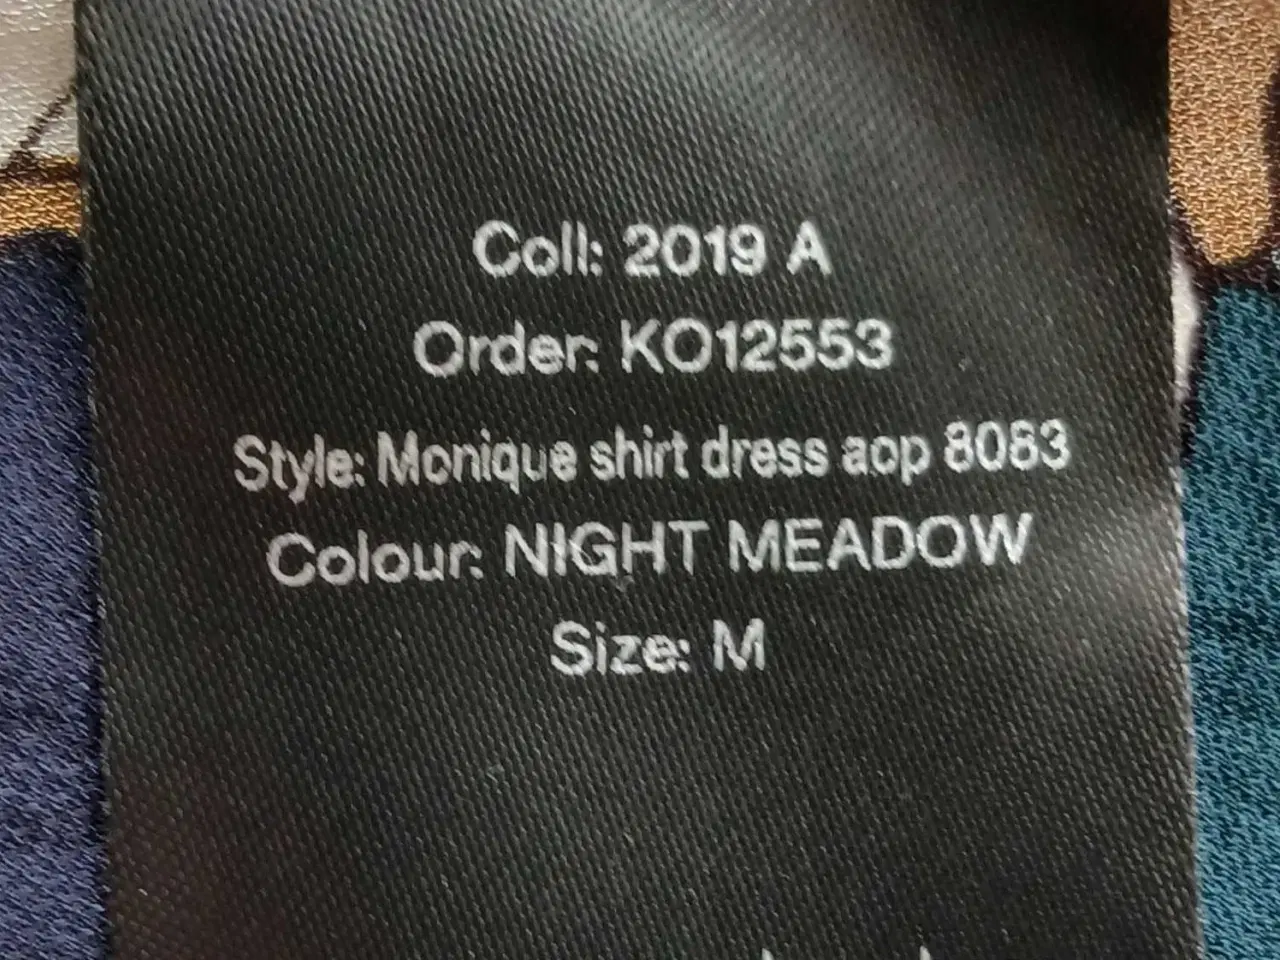 Coll: 2019 A
Order: KO12553
Style: Monique shirt dress aop 8083
Colour: NIGHT MEADOW
Size: M